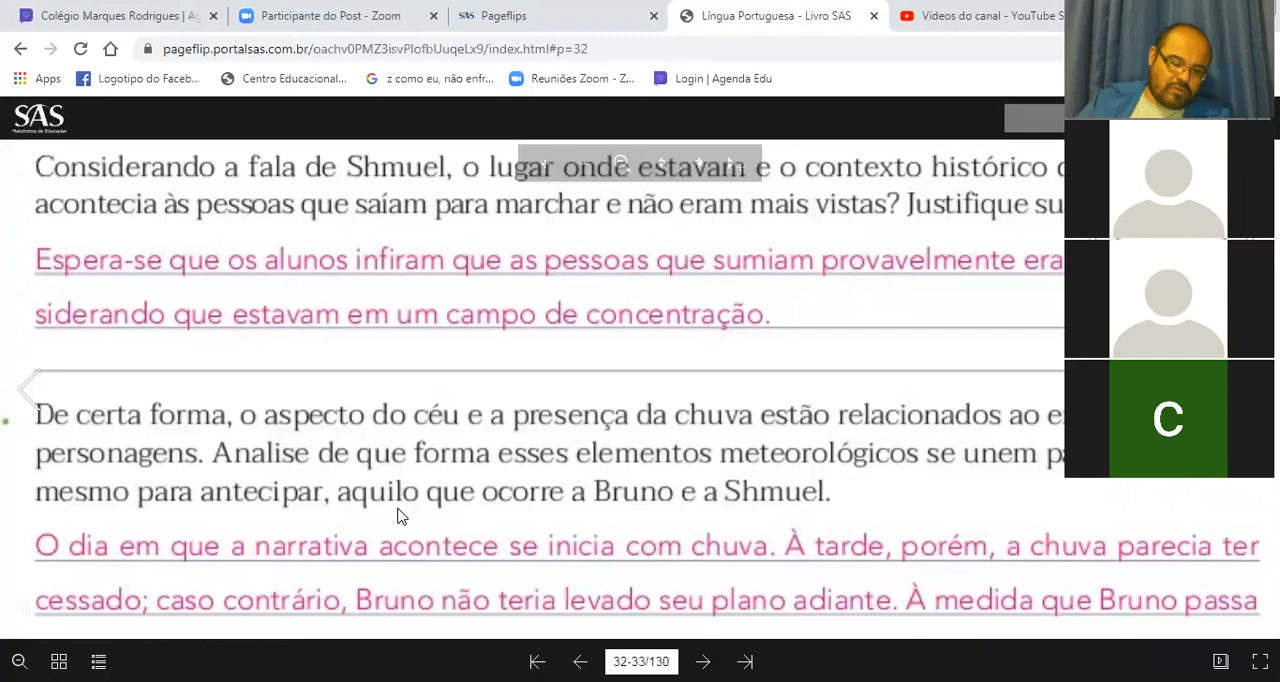 Colégio Marques Rodrigues | A
Participante do Post - Zoom
SAS Pageflips
Língua Portuguesa - Livro SAS
Vídeos do canal - YouTube S
pageflip.portalsas.com.br/oachv0PMZ3isvPlofbUuqeLx9/index.html#p=32
Apps
Logotipo do Faceb...
Centro Educacional...
z como eu, não enfr...
Reuniões Zoom - Z...
Login | Agenda Edu
SAS
Plataforma de Educação
Considerando a fala de Shmuel, o lugar onde estavam e o contexto histórico
acontecia às pessoas que saíam para marchar e não eram mais vistas? Justifique su
Espera-se que os alunos infiram que as pessoas que sumiam provavelmente era
siderando que estavam em um campo de concentração.
De certa forma, o aspecto do céu e a presença da chuva estão relacionados ao e
personagens. Analise de que forma esses elementos meteorológicos se unem pa
mesmo para antecipar, aquilo que ocorre a Bruno e a Shmuel.
O dia em que a narrativa acontece se inicia com chuva. À tarde, porém, a chuva parecia ter
cessado; caso contrário, Bruno não teria levado seu plano adiante. À medida que Bruno passa
C
32-33/130